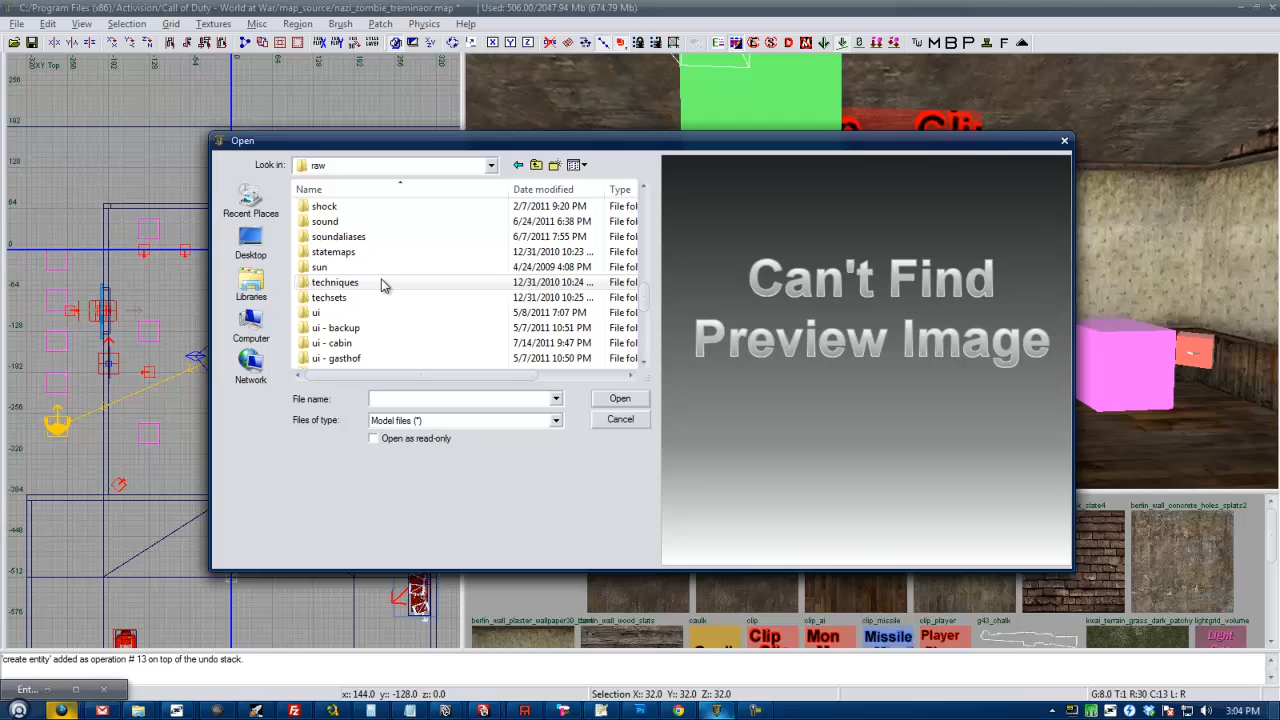 C:/Program Files (x86)/Activision/Call of Duty - World at War/map_source/nazi_zombie_treminaor.map *
Used: 506.00/2047.94 MB (674.79 MB)
File Edit View Selection Grid Textures Misc Region Brush Patch Physics Help
XY Top
Open
Look in: raw
Name Date modified Type
Recent Places
Desktop
Libraries
Computer
Network
shock 2/7/2011 9:20 PM File fol
sound 6/24/2011 6:38 PM File fol
soundaliases 6/7/2011 7:55 PM File fol
statemaps 12/31/2010 10:23 ... File fol
sun 4/24/2009 4:08 PM File fol
techniques 12/31/2010 10:24 ... File fol
techsets 12/31/2010 10:25 ... File fol
ui 5/8/2011 7:07 PM File fol
ui - backup 5/7/2011 10:51 PM File fol
ui - cabin 7/14/2011 9:47 PM File fol
ui - gasthof 5/7/2011 10:50 PM File fol
File name:
Open
Files of type: Model files (*)
Cancel
Open as read-only
Can't Find
Preview Image
_slate4
berlin_wall_concrete_holes_splats2
berlin_wall_wood_slats caulk clip clip_ai clip_missile clip_player g43_chalk kwai_terrain_grass_dark_patchy lightgrid_volume
Clip
Mon
Missile
Player
Light
'create entity' added as operation # 13 on top of the undo stack.
Ent...
x:: 144.0 y:: -128.0 z:: 0.0
Selection X:: 32.0 Y:: 32.0 Z:: 32.0
G:8.0 T:1 R:30 C:13 L: R
3:04 PM